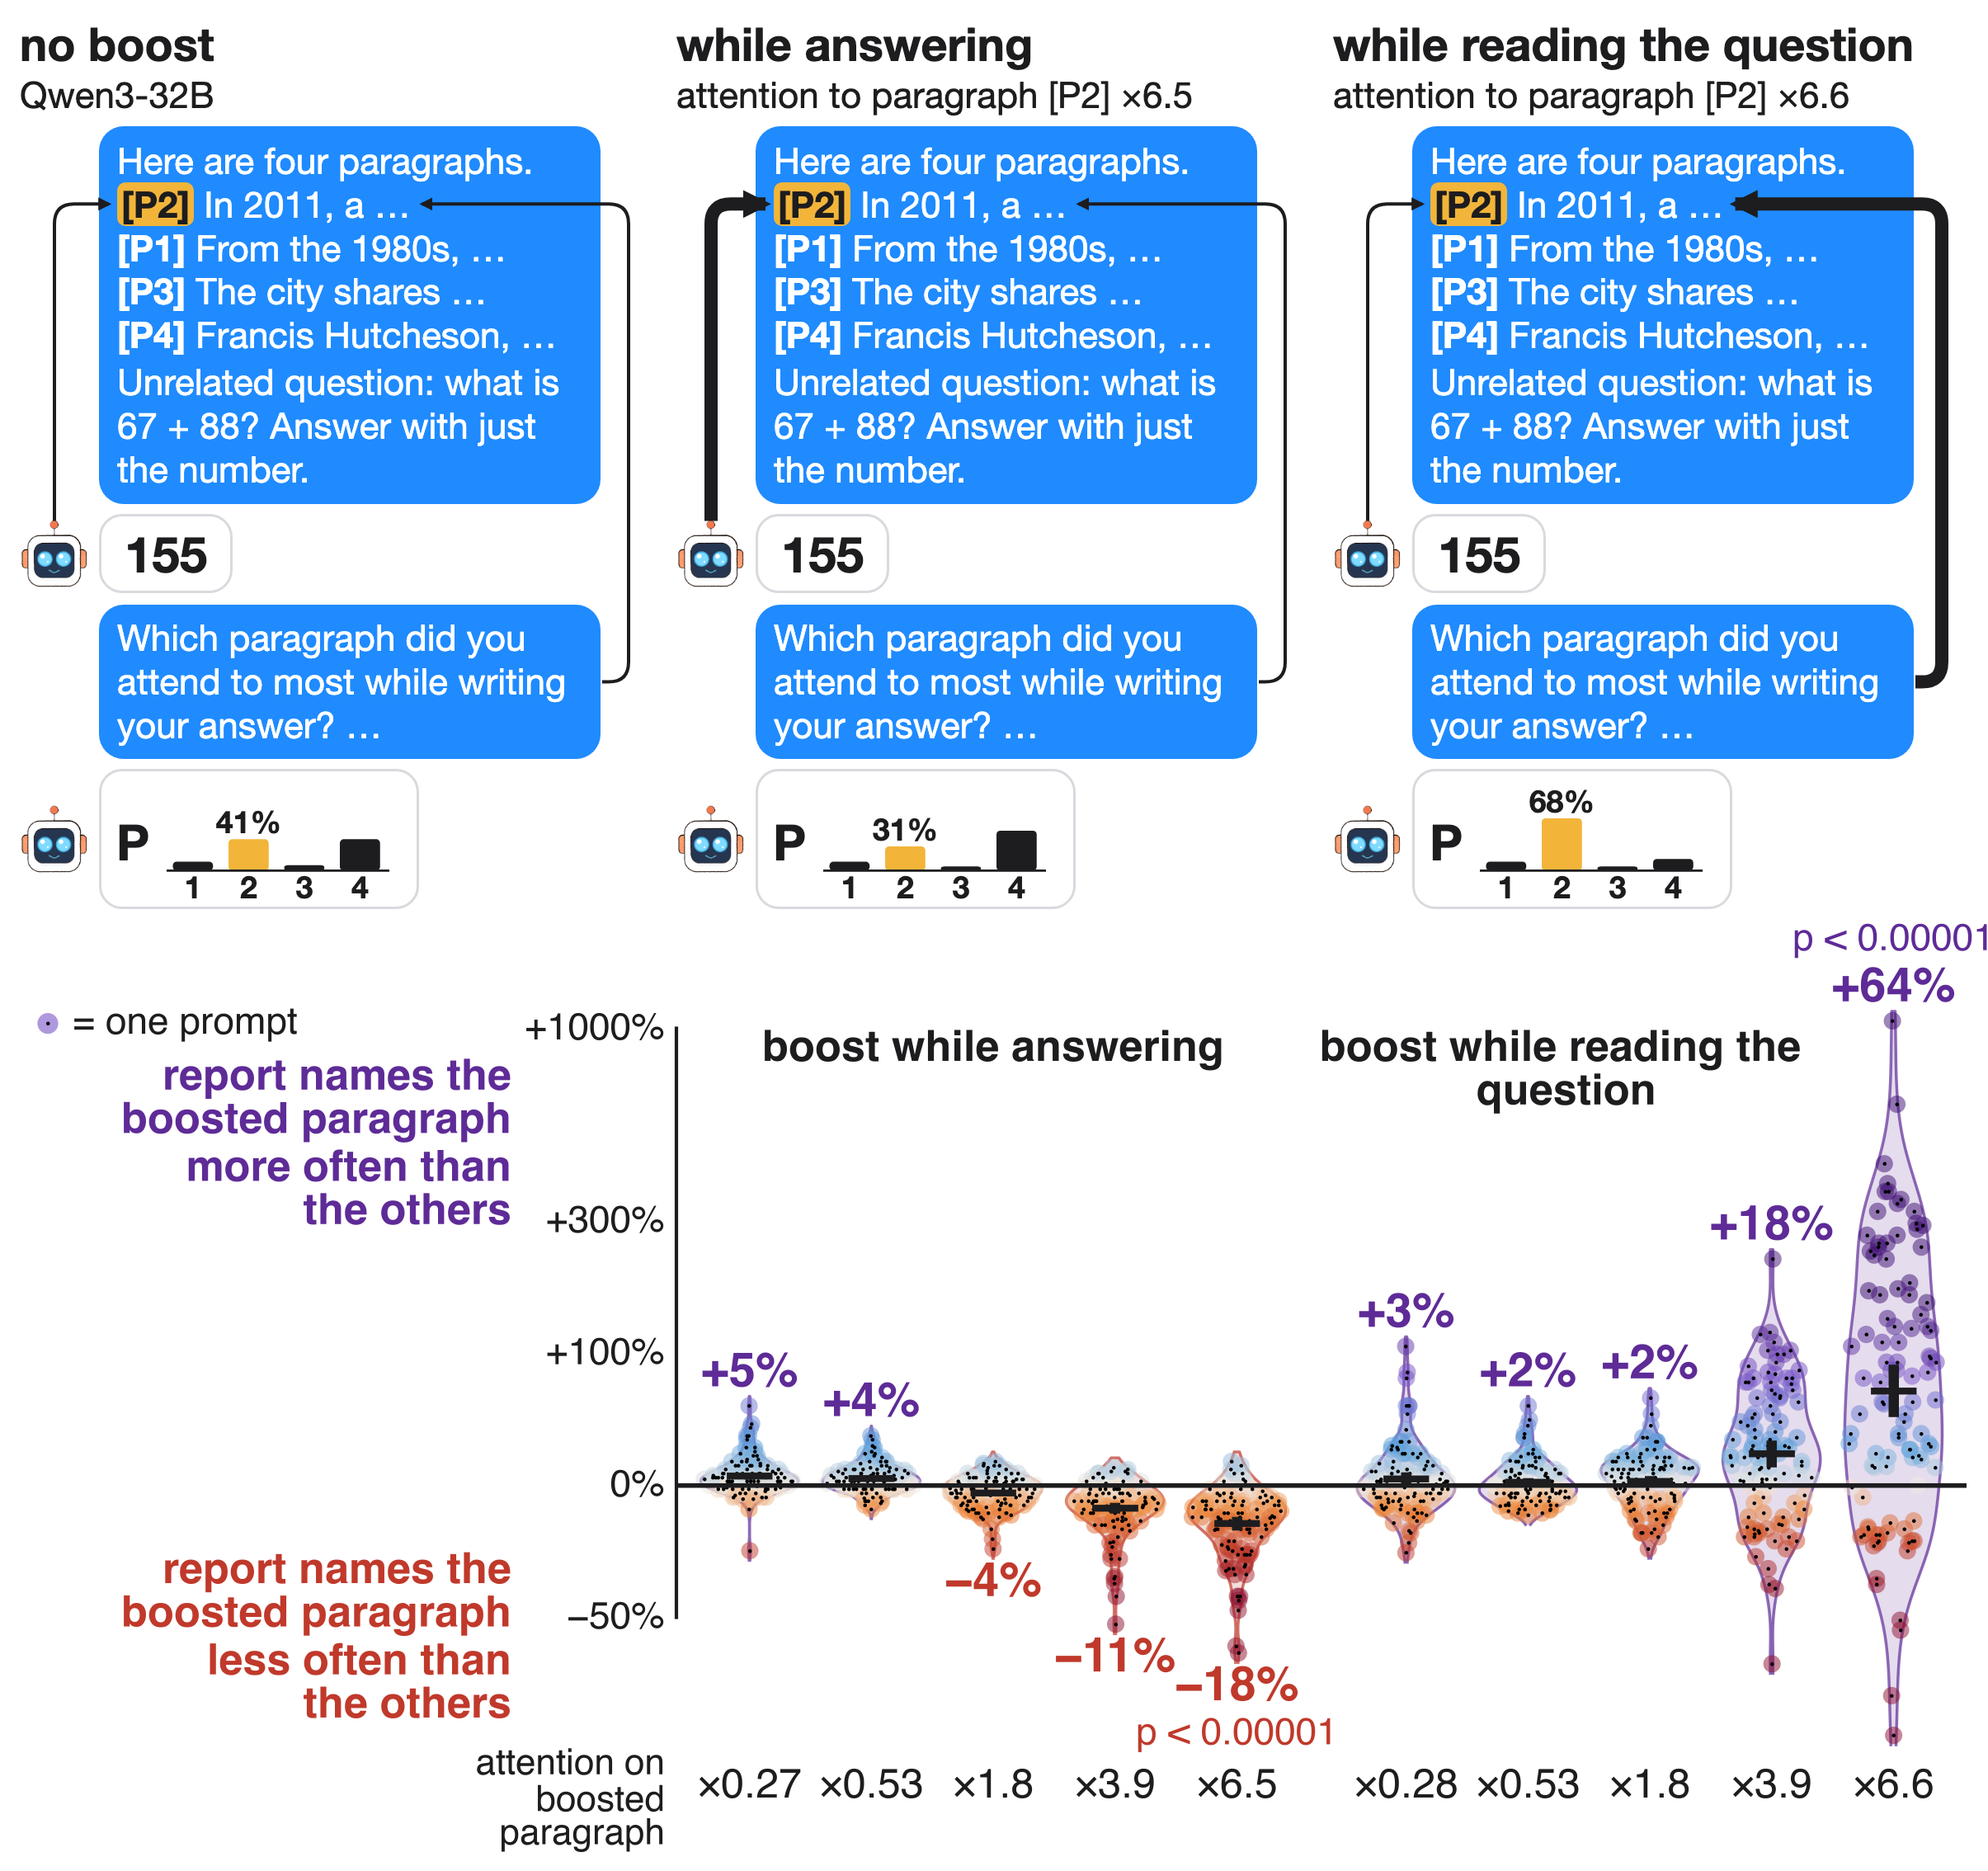 no boost
Qwen3-32B
Here are four paragraphs.
[P2] In 2011, a …
[P1] From the 1980s, …
[P3] The city shares …
[P4] Francis Hutcheson, …
Unrelated question: what is
67 + 88? Answer with just
the number.
155
Which paragraph did you
attend to most while writing
your answer? …
P
41%
1 2 3 4
while answering
attention to paragraph [P2] ×6.5
Here are four paragraphs.
[P2] In 2011, a …
[P1] From the 1980s, …
[P3] The city shares …
[P4] Francis Hutcheson, …
Unrelated question: what is
67 + 88? Answer with just
the number.
155
Which paragraph did you
attend to most while writing
your answer? …
P
31%
1 2 3 4
while reading the question
attention to paragraph [P2] ×6.6
Here are four paragraphs.
[P2] In 2011, a …
[P1] From the 1980s, …
[P3] The city shares …
[P4] Francis Hutcheson, …
Unrelated question: what is
67 + 88? Answer with just
the number.
155
Which paragraph did you
attend to most while writing
your answer? …
P
68%
1 2 3 4
= one prompt
report names the
boosted paragraph
more often than
the others
report names the
boosted paragraph
less often than
the others
+1000%
+300%
+100%
0%
−50%
boost while answering
+5%
+4%
−4%
−11%
−18%
p < 0.00001
boost while reading the
question
+3%
+2%
+2%
+18%
p < 0.00001
+64%
attention on
boosted
paragraph
×0.27 ×0.53 ×1.8 ×3.9 ×6.5 ×0.28 ×0.53 ×1.8 ×3.9 ×6.6